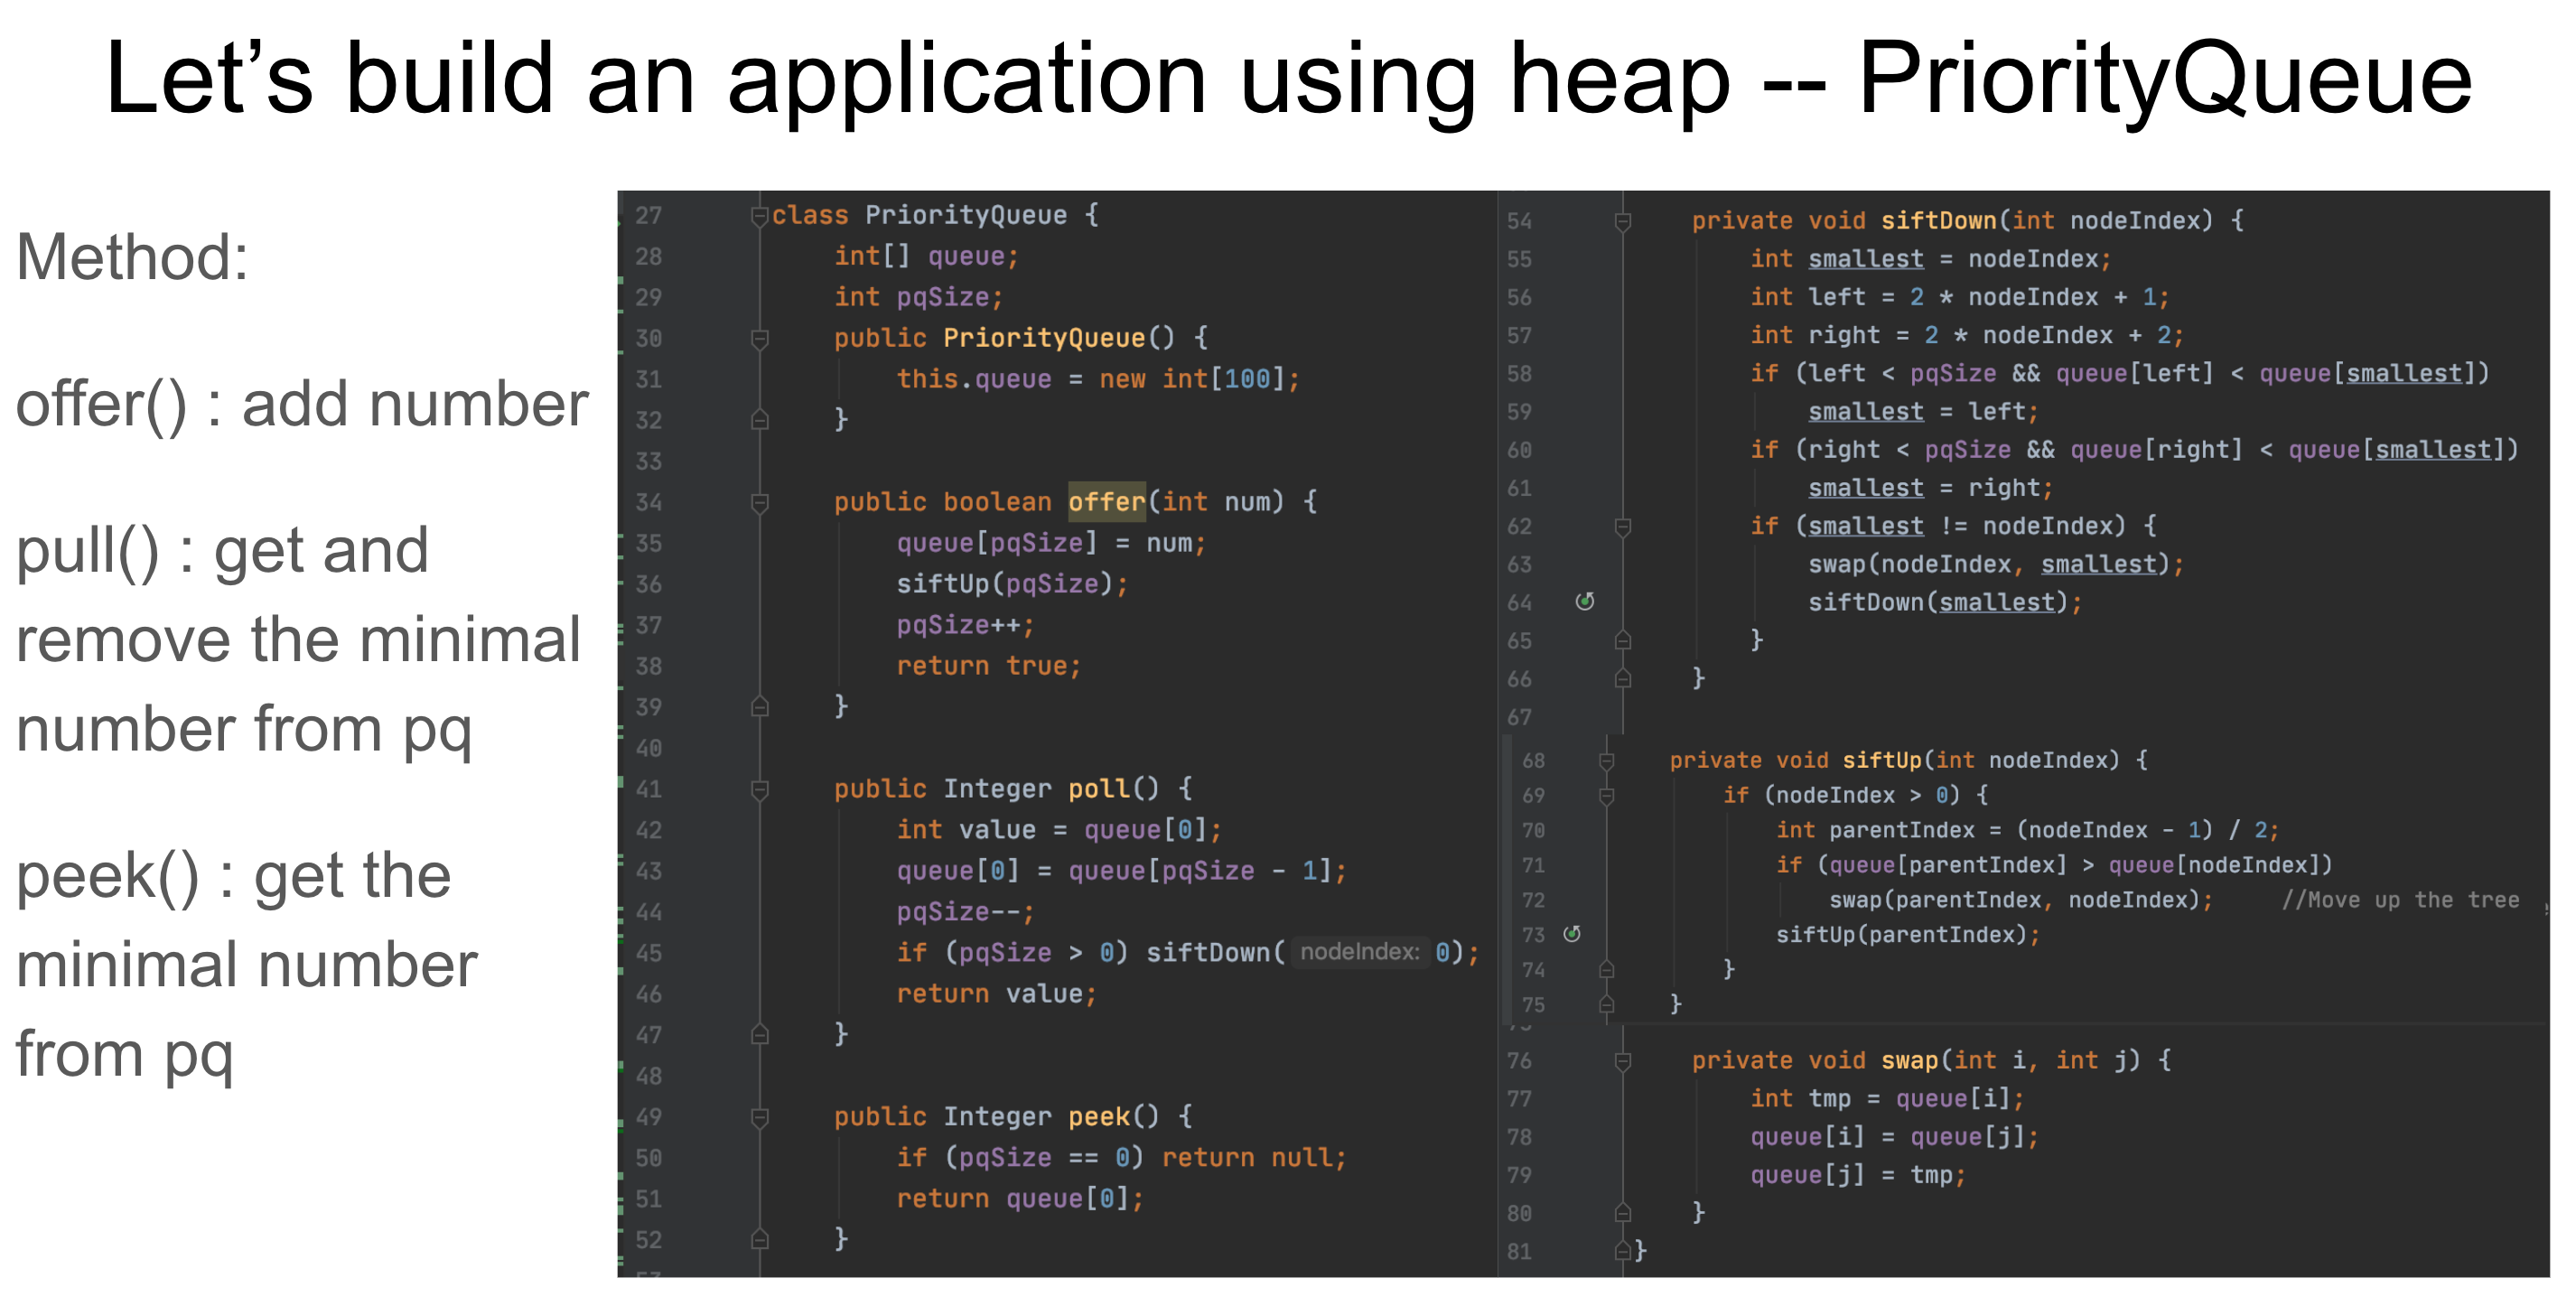 Let’s build an application using heap -- PriorityQueue
Method:
offer() : add number
pull() : get and
remove the minimal
number from pq
peek() : get the
minimal number
from pq
27 class PriorityQueue {
28 int[] queue;
29 int pqSize;
30 public PriorityQueue() {
31 this.queue = new int[100];
32 }
33
34 public boolean offer(int num) {
35 queue[pqSize] = num;
36 siftUp(pqSize);
37 pqSize++;
38 return true;
39 }
40
41 public Integer poll() {
42 int value = queue[0];
43 queue[0] = queue[pqSize - 1];
44 pqSize--;
45 if (pqSize > 0) siftDown( nodeIndex: 0);
46 return value;
47 }
48
49 public Integer peek() {
50 if (pqSize == 0) return null;
51 return queue[0];
52 }
54 private void siftDown(int nodeIndex) {
55 int smallest = nodeIndex;
56 int left = 2 * nodeIndex + 1;
57 int right = 2 * nodeIndex + 2;
58 if (left < pqSize && queue[left] < queue[smallest])
59 smallest = left;
60 if (right < pqSize && queue[right] < queue[smallest])
61 smallest = right;
62 if (smallest != nodeIndex) {
63 swap(nodeIndex, smallest);
64 siftDown(smallest);
65 }
66 }
67
68 private void siftUp(int nodeIndex) {
69 if (nodeIndex > 0) {
70 int parentIndex = (nodeIndex - 1) / 2;
71 if (queue[parentIndex] > queue[nodeIndex])
72 swap(parentIndex, nodeIndex); //Move up the tree
73 siftUp(parentIndex);
74 }
75 }
76 private void swap(int i, int j) {
77 int tmp = queue[i];
78 queue[i] = queue[j];
79 queue[j] = tmp;
80 }
81 }